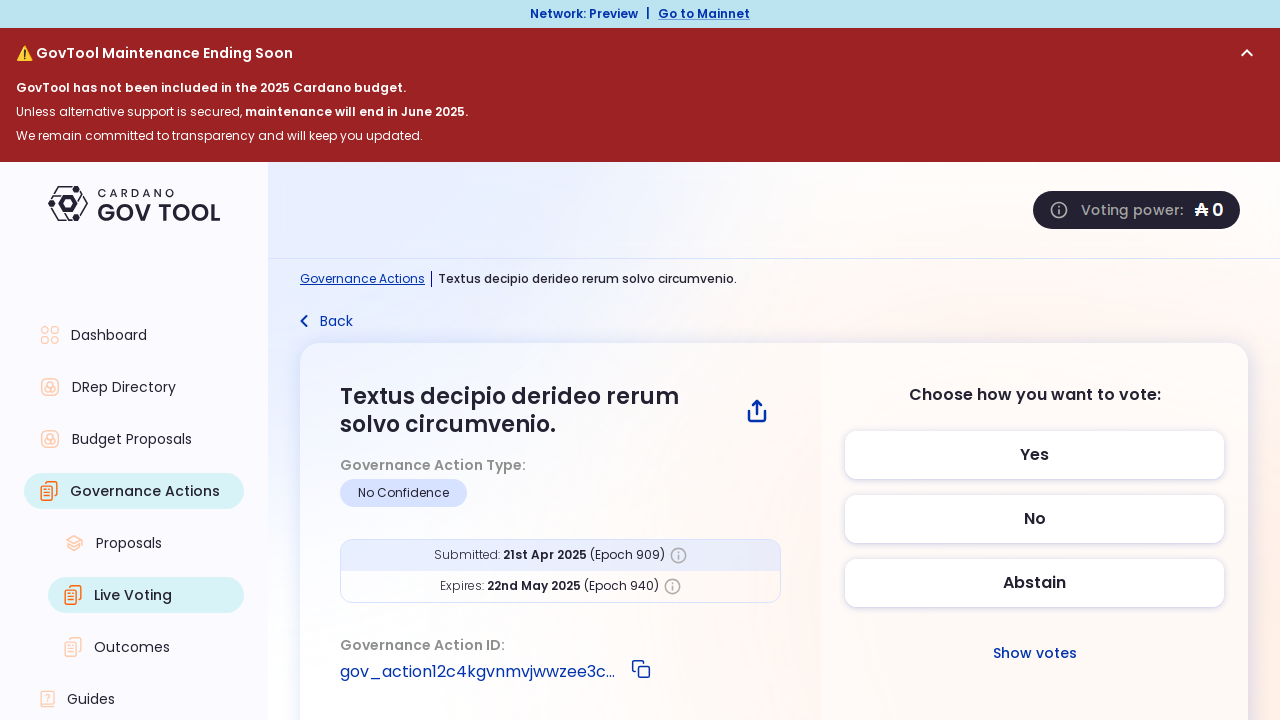 Network: Preview | Go to Mainnet
⚠️ GovTool Maintenance Ending Soon
GovTool has not been included in the 2025 Cardano budget.
Unless alternative support is secured, maintenance will end in June 2025.
We remain committed to transparency and will keep you updated.
CARDANO
GOV TOOL
Voting power: ₳ 0
Dashboard
DRep Directory
Budget Proposals
Governance Actions
Proposals
Live Voting
Outcomes
Guides
Governance Actions | Textus decipio derideo rerum solvo circumvenio.
Back
Textus decipio derideo rerum
solvo circumvenio.
Governance Action Type:
No Confidence
Submitted: 21st Apr 2025 (Epoch 909)
Expires: 22nd May 2025 (Epoch 940)
Governance Action ID:
gov_action12c4kgvnmvjwwzee3c...
Choose how you want to vote:
Yes
No
Abstain
Show votes